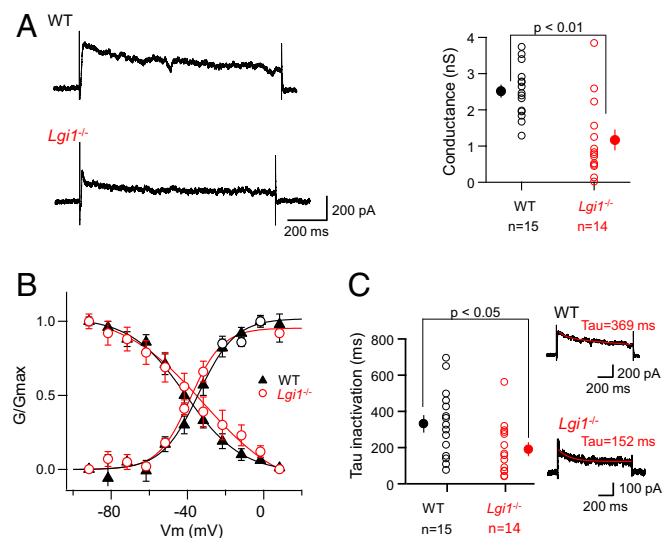 A
WT
Lgi1-/-
200 pA
200 ms
p < 0.01
Conductance (nS)
4
3
2
1
0
WT
Lgi1-/-
n=15
n=14
B
G/Gmax
1.0
0.5
0.0
WT
Lgi1-/-
-80
-40
0
Vm (mV)
C
p < 0.05
Tau inactivation (ms)
800
600
400
200
0
WT
Lgi1-/-
n=15
n=14
WT
Tau=369 ms
200 pA
200 ms
Lgi1-/-
Tau=152 ms
100 pA
200 ms